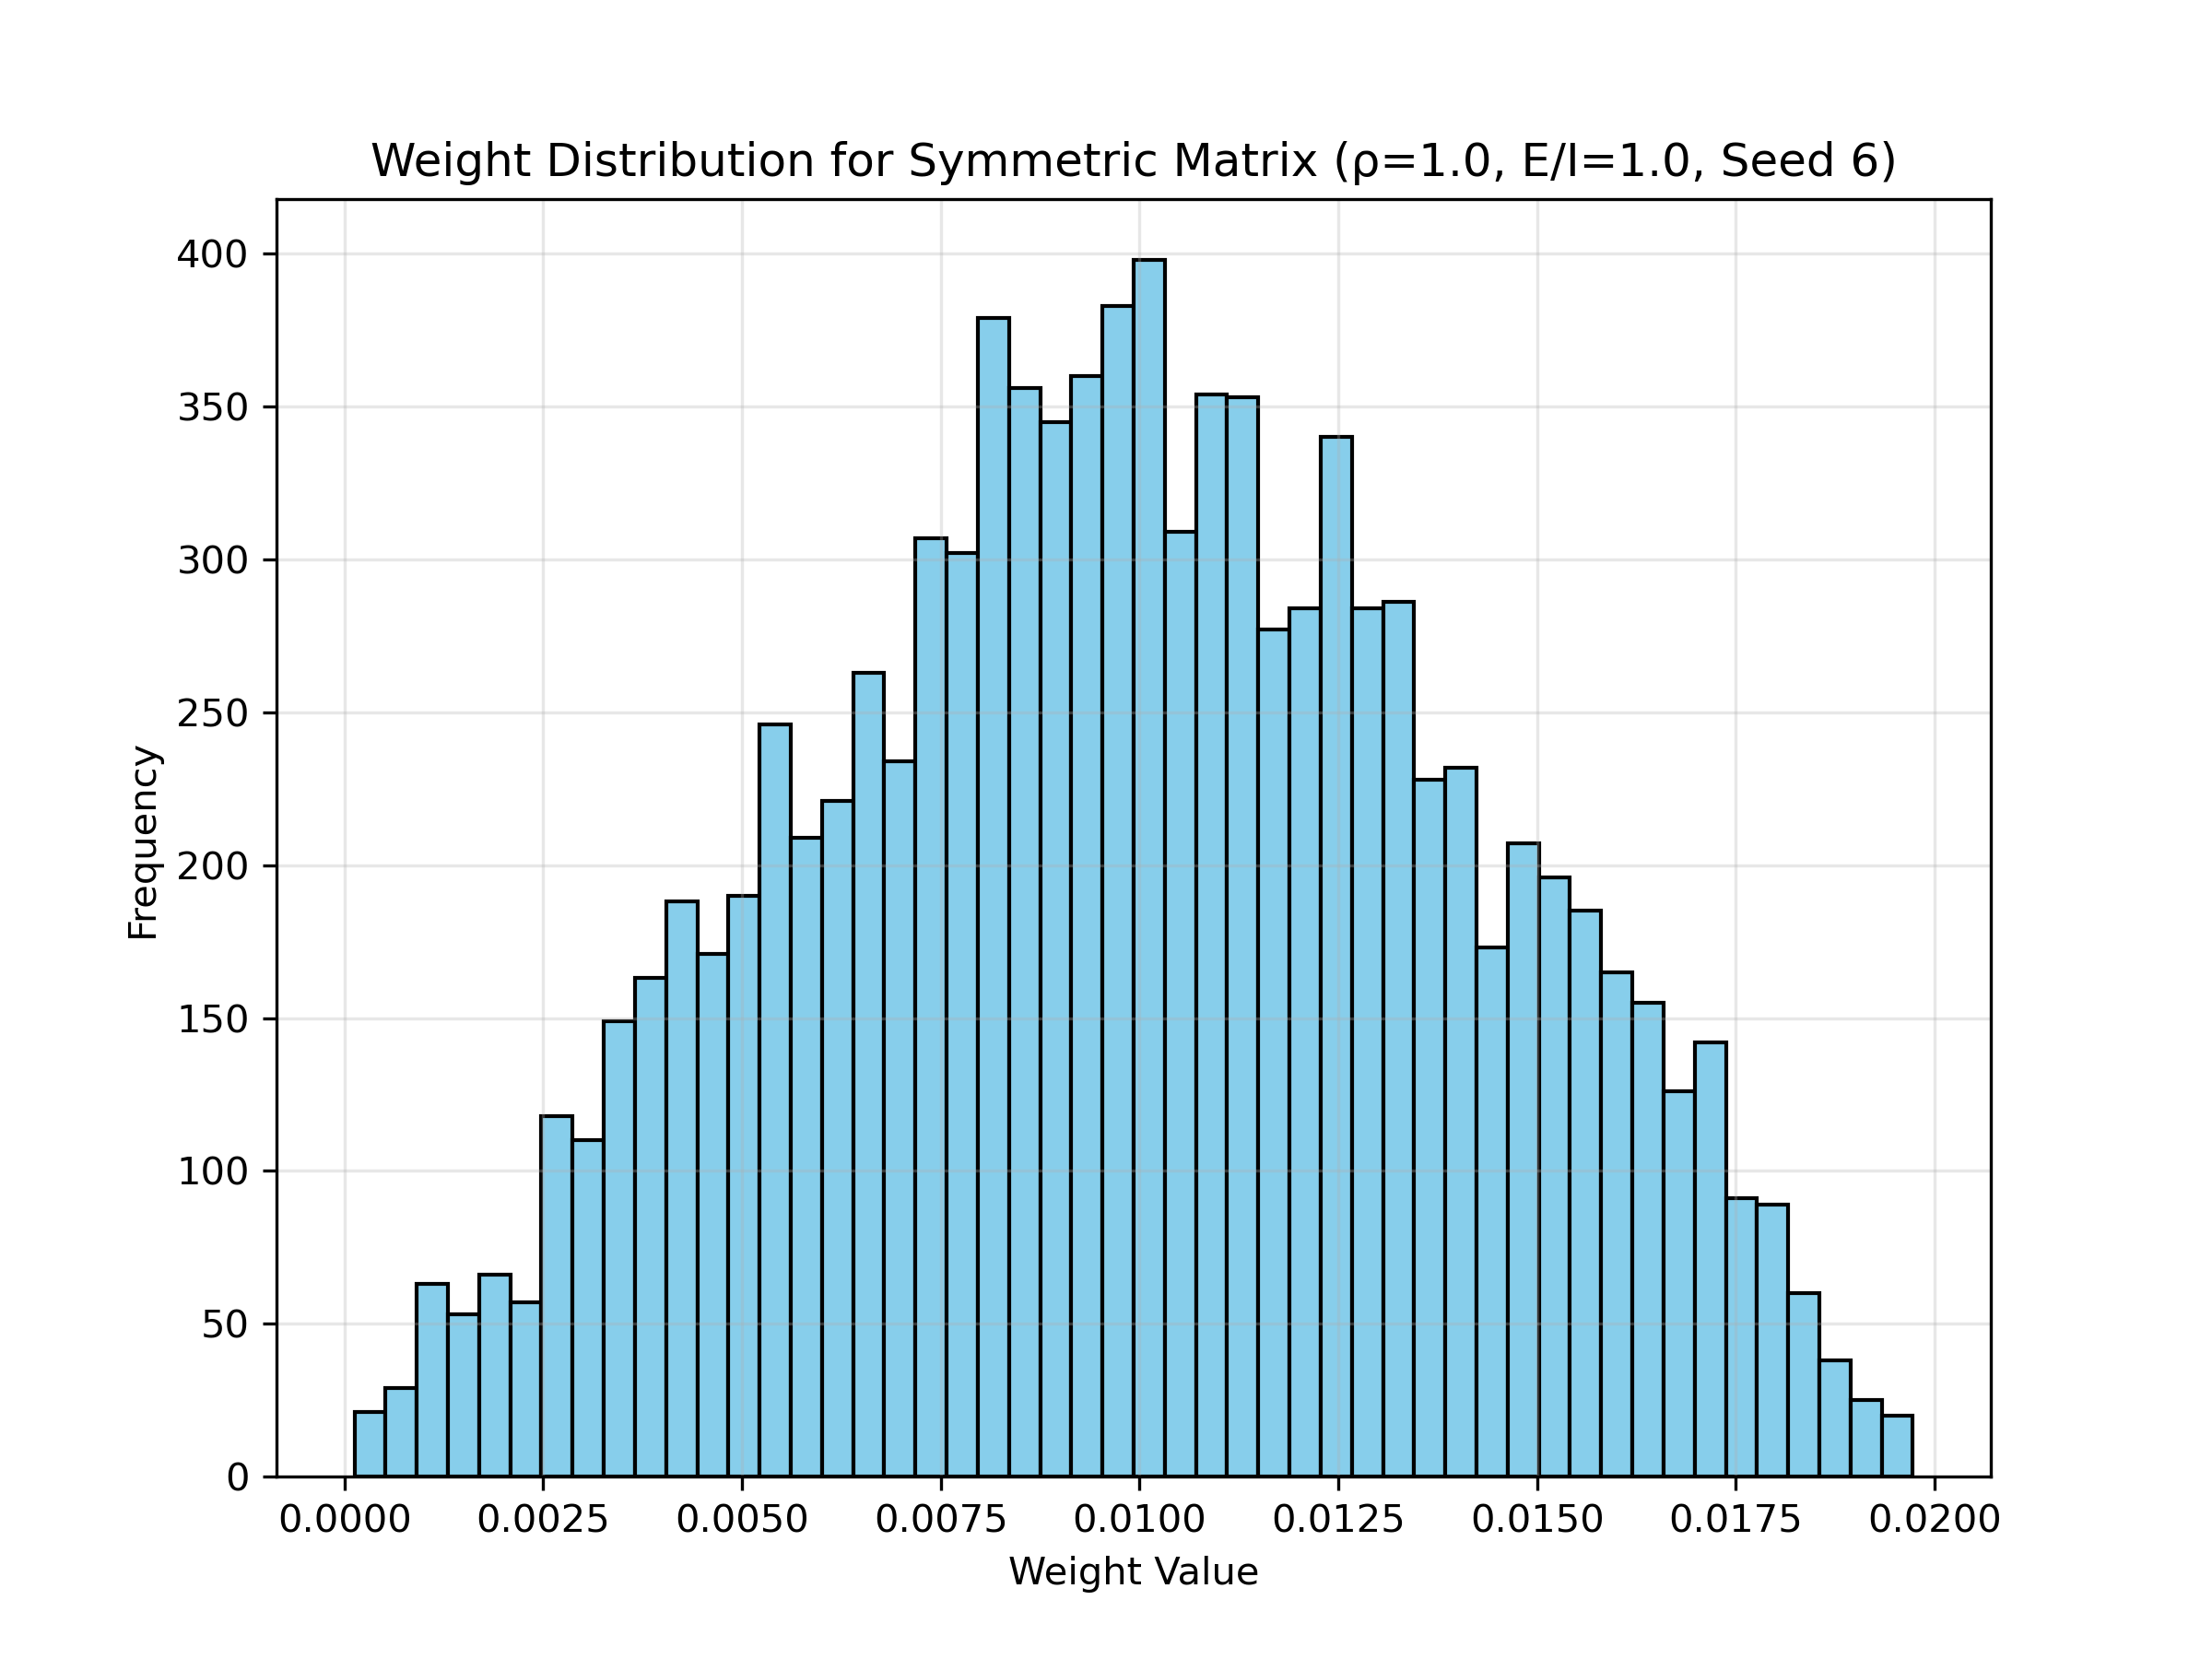 Weight Distribution for Symmetric Matrix (ρ=1.0, E/I=1.0, Seed 6)
Frequency
400
350
300
250
200
150
100
50
0
0.0000 0.0025 0.0050 0.0075 0.0100 0.0125 0.0150 0.0175 0.0200
Weight Value